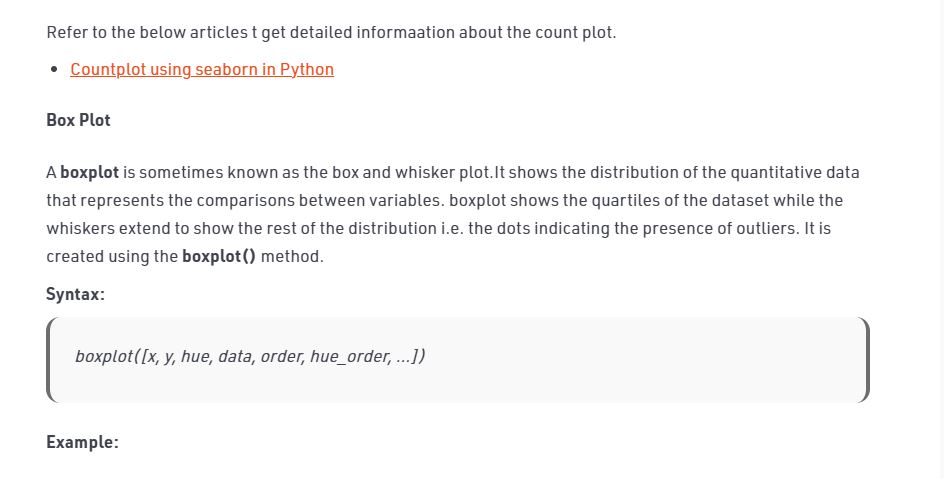 Refer to the below articles t get detailed informaation about the count plot.
Countplot using seaborn in Python
Box Plot
A boxplot is sometimes known as the box and whisker plot.It shows the distribution of the quantitative data
that represents the comparisons between variables. boxplot shows the quartiles of the dataset while the
whiskers extend to show the rest of the distribution i.e. the dots indicating the presence of outliers. It is
created using the boxplot() method.
Syntax:
boxplot([x, y, hue, data, order, hue_order, …])
Example: